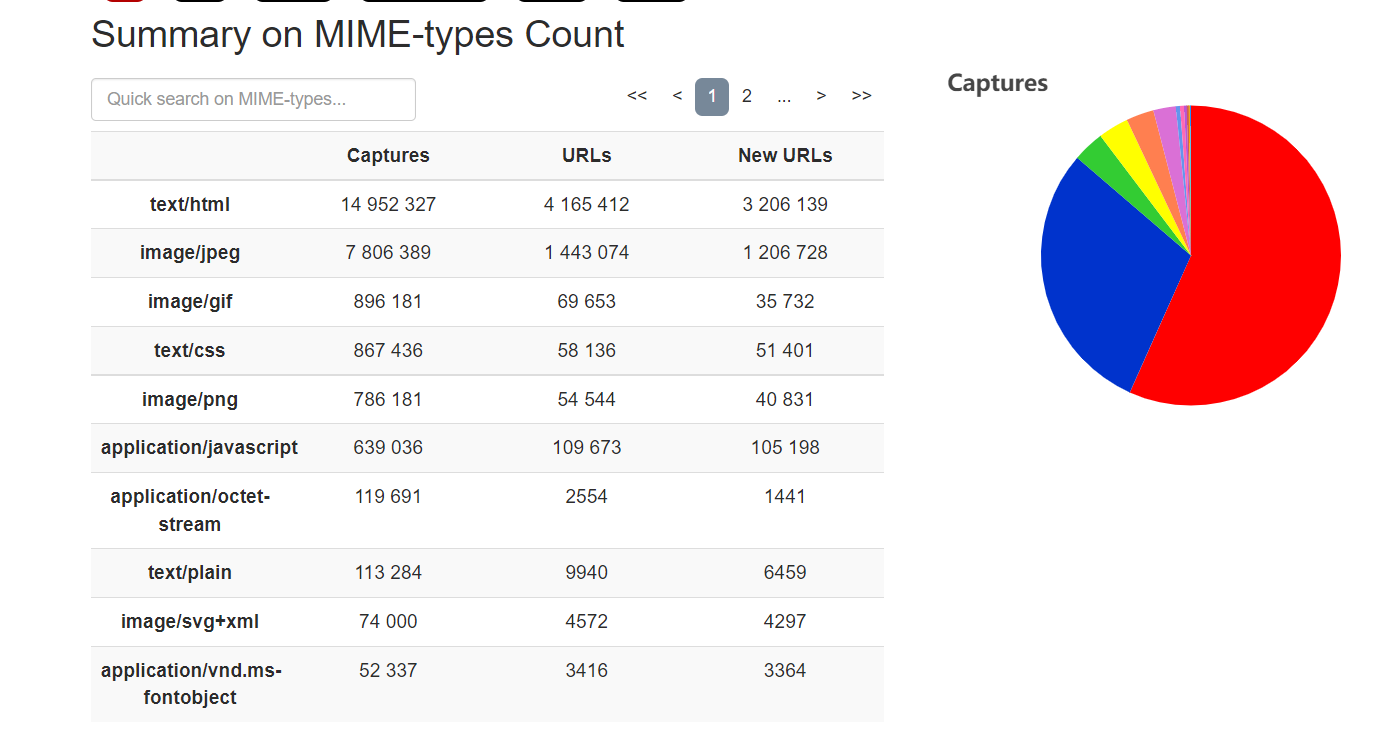 Summary on MIME-types Count
Quick search on MIME-types...
<< < 1 2 ... > >>
Captures URLs New URLs
text/html 14 952 327 4 165 412 3 206 139
image/jpeg 7 806 389 1 443 074 1 206 728
image/gif 896 181 69 653 35 732
text/css 867 436 58 136 51 401
image/png 786 181 54 544 40 831
application/javascript 639 036 109 673 105 198
application/octet- 119 691 2554 1441
stream
text/plain 113 284 9940 6459
image/svg+xml 74 000 4572 4297
application/vnd.ms- 52 337 3416 3364
fontobject
Captures